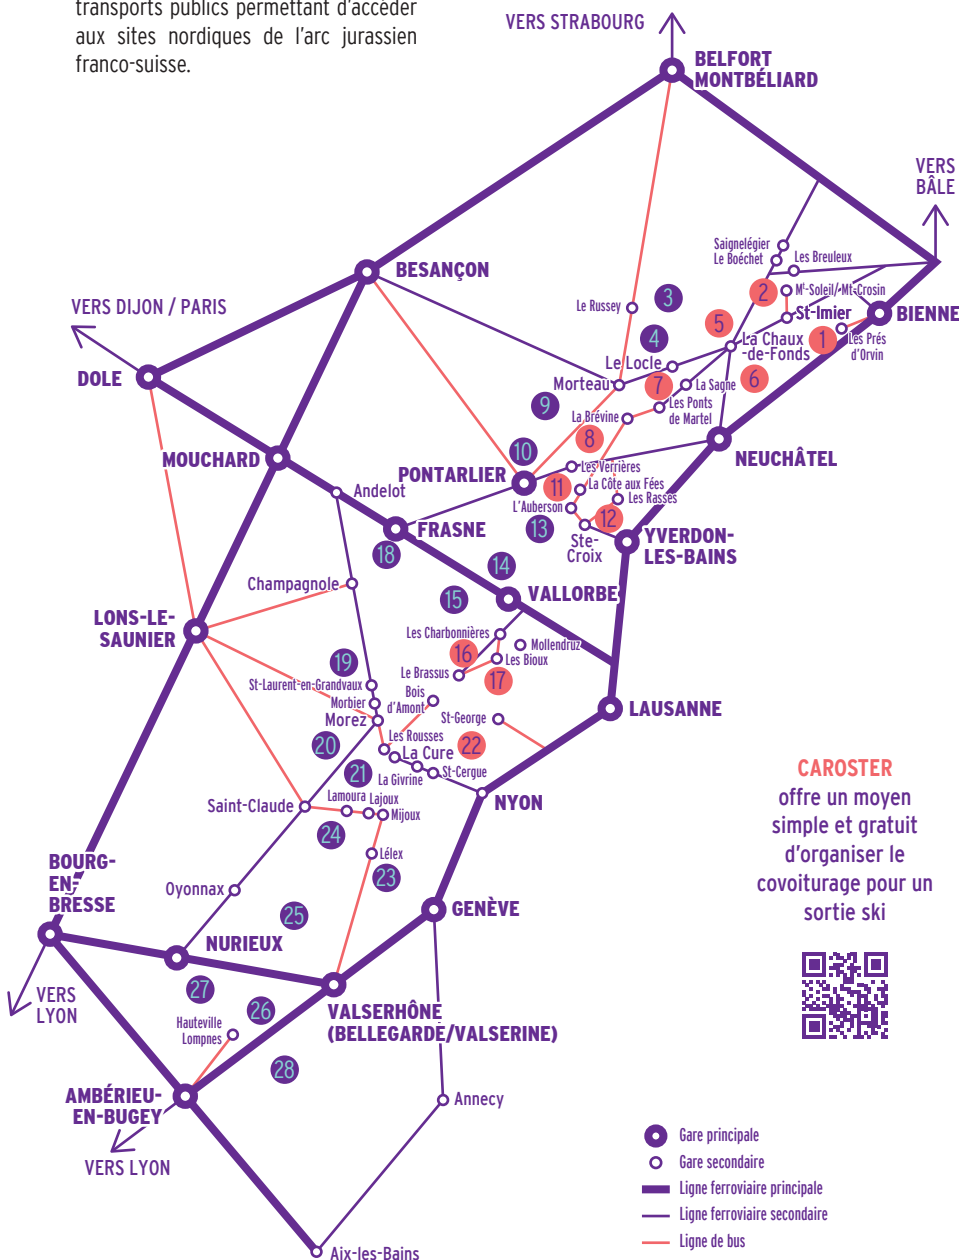 transports publics permettant d'accéder
aux sites nordiques de l'arc jurassien
franco-suisse.
VERS STRABOURG
BELFORT
MONTBÉLIARD
VERS
BÂLE
BESANÇON
Saignelégier
Le Boéchet
Les Breuleux
2
Mt-Soleil/Mt-Crosin
St-Imier
BIENNE
Le Russey
3
VERS DIJON / PARIS
5
4
La Chaux
-de-Fonds
1
Les Prés
d'Orvin
Le Locle
DOLE
Morteau
7
La Sagne
6
9
La Brévine
Les Ponts
de Martel
8
NEUCHÂTEL
MOUCHARD
10
PONTARLIER
Les Verrières
La Côte aux Fées
Andelot
11
Les Rasses
L'Auberson
12
FRASNE
13
Ste-
Croix
YVERDON-
LES-BAINS
18
14
Champagnole
15
VALLORBE
LONS-LE-
SAUNIER
Les Charbonnières
Mollendruz
16
Les Bioux
19
Le Brassus
17
St-Laurent-en-Grandvaux
Morbier
Bois
d'Amont
Morez
St-George
LAUSANNE
Les Rousses
20
La Cure
22
21
La Givrine
St-Cergue
Saint-Claude
Lamoura
Lajoux
Mijoux
NYON
24
Lélex
23
CAROSTER
offre un moyen
simple et gratuit
d'organiser le
covoiturage pour un
sortie ski
BOURG-
EN-
BRESSE
Oyonnax
25
GENÈVE
NURIEUX
27
VERS
LYON
26
VALSERHÔNE
(BELLEGARDE/VALSERINE)
Hauteville
Lompnes
28
AMBÉRIEU-
EN-BUGEY
Annecy
VERS LYON
Aix-les-Bains
Gare principale
Gare secondaire
Ligne ferroviaire principale
Ligne ferroviaire secondaire
Ligne de bus